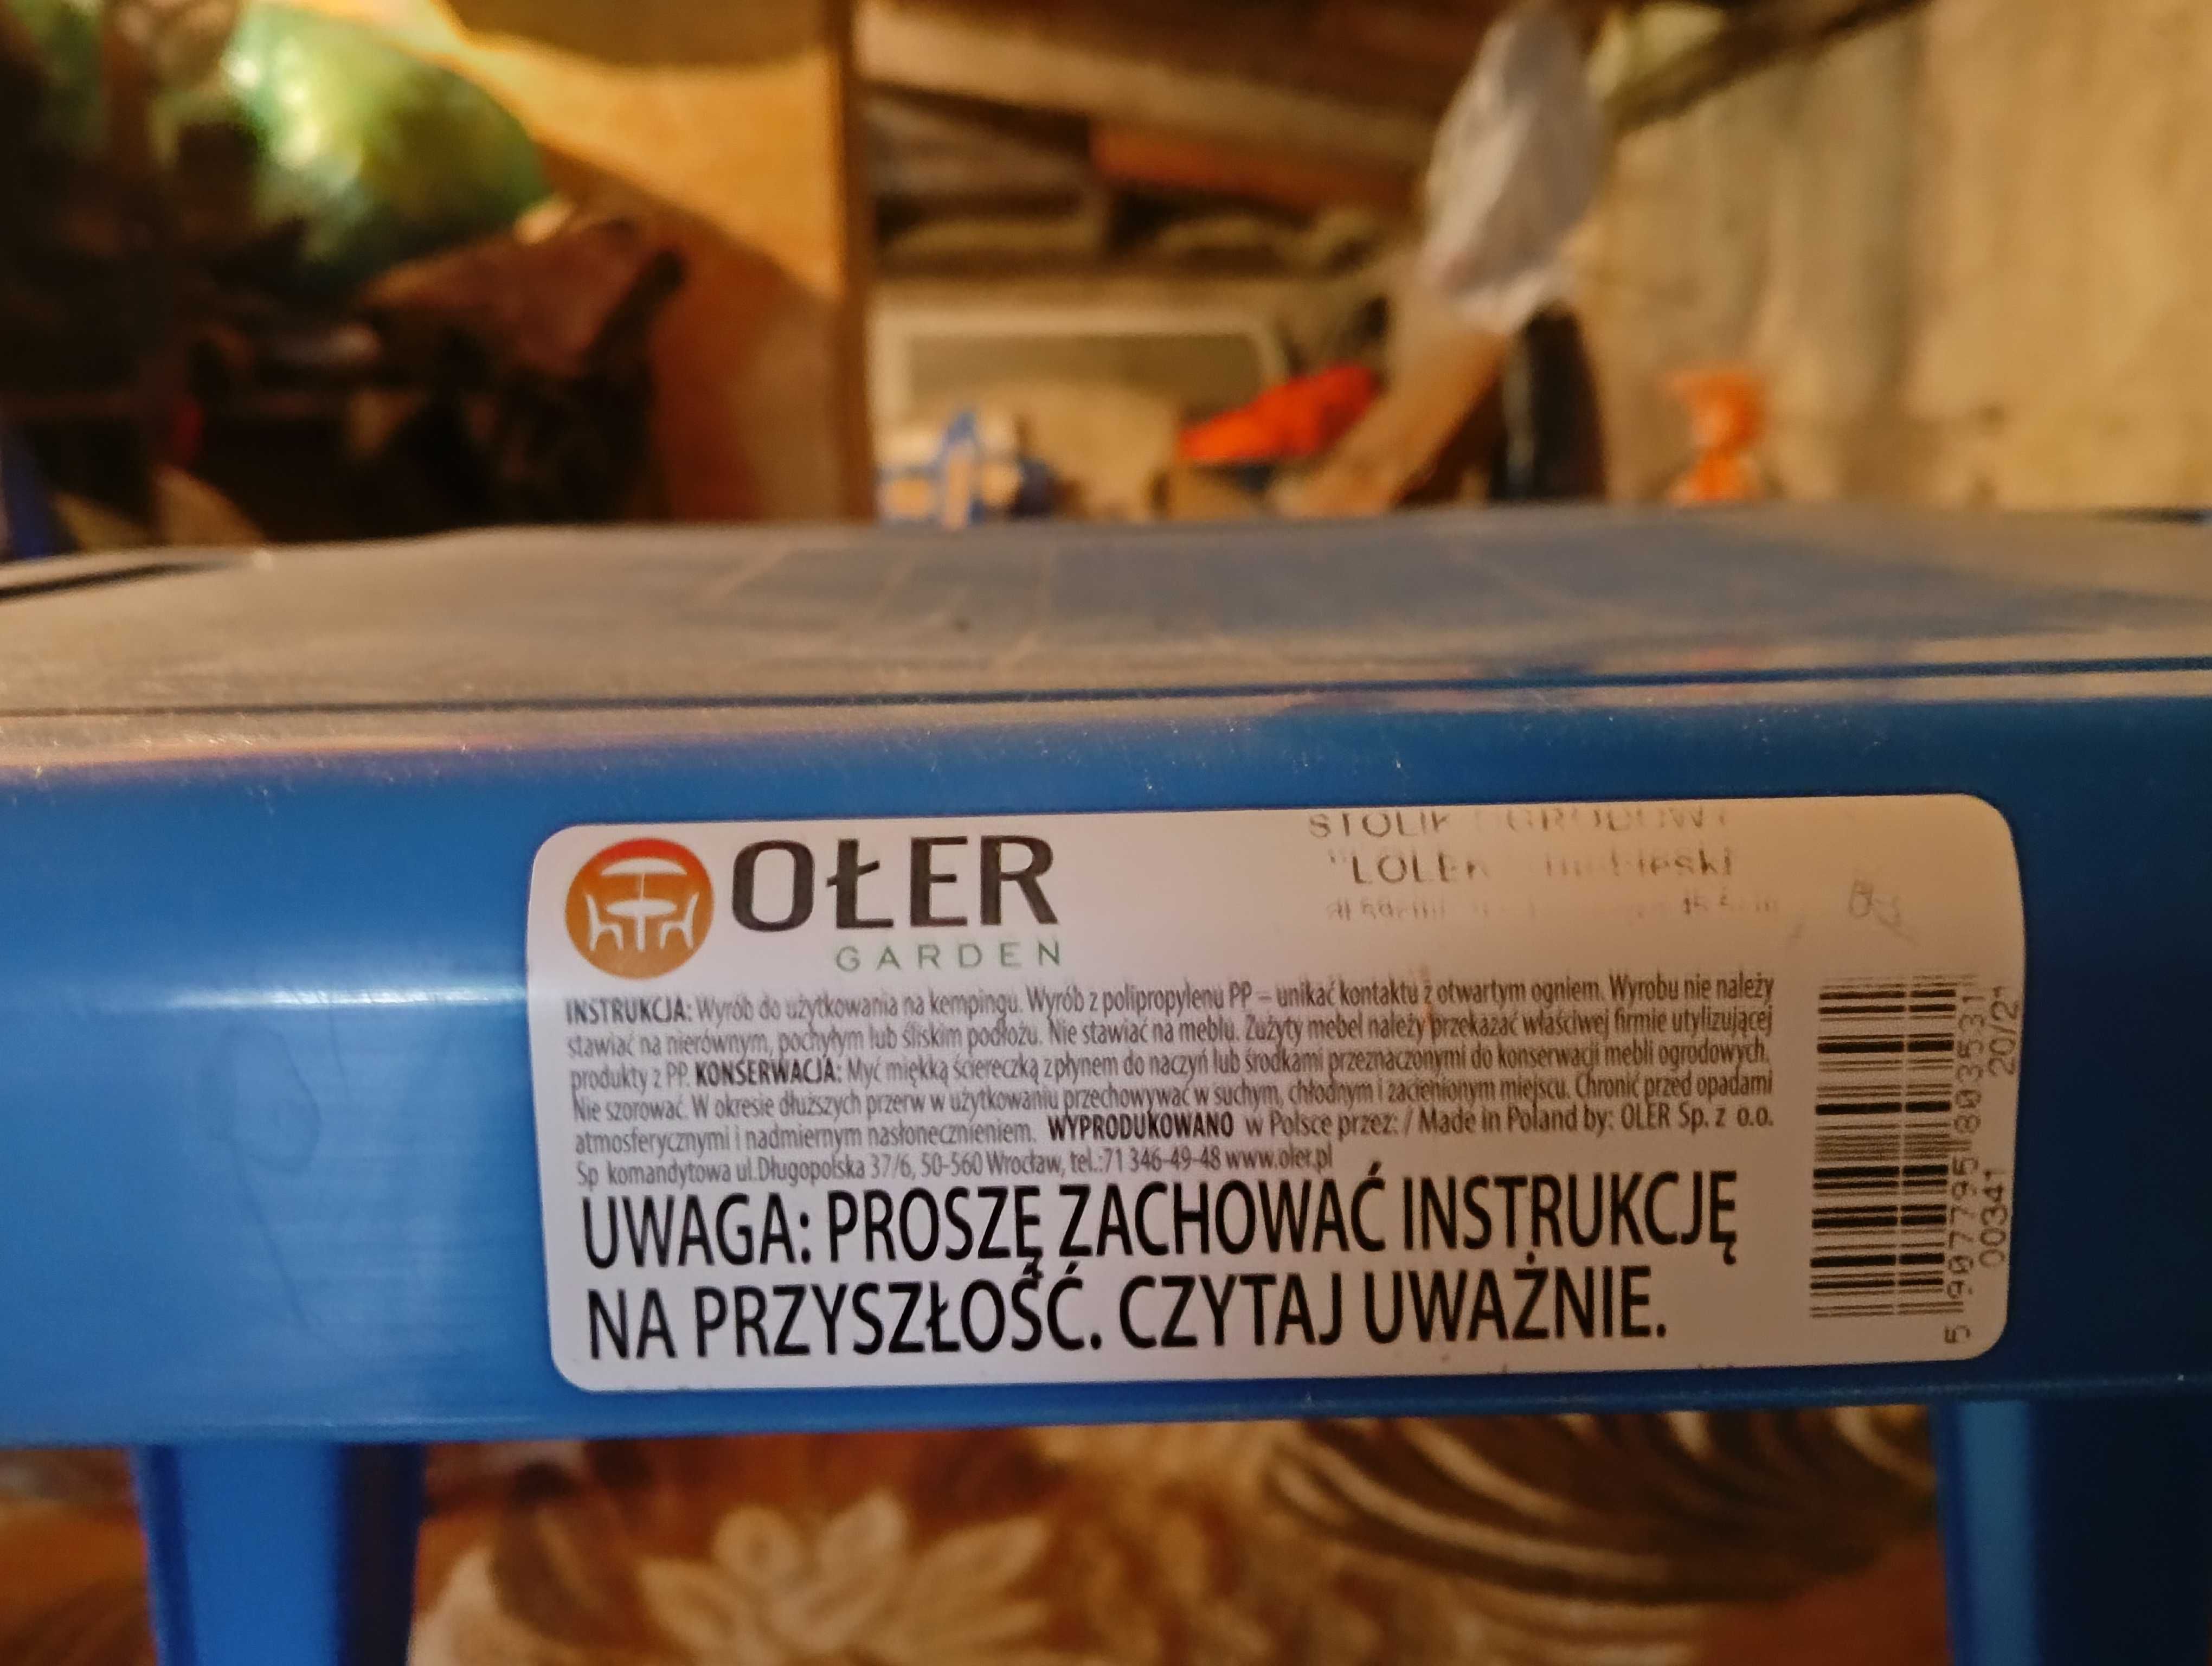 OŁER
GARDEN
STOLIK OGRODOWY
"LOLEK
INSTRUKCJA: Wyrób do użytkowania na kempingu. Wyrób z polipropylenu PP – unikać kontaktu z otwartym ogniem. Wyrobu nie należy
stawiać na nierównym, pochyłym lub śliskim podłożu. Nie stawiać na meblu. Zużyty mebel należy przekazać właściwej firmie utylizującej
produkty z PP. KONSERWACJA: Myć miękką ściereczką z płynem do naczyń lub środkami przeznaczonymi do konserwacji mebli ogrodowych.
Nie szorować. W okresie dłuższych przerw w użytkowaniu przechowywać w suchym, chłodnym i zacienionym miejscu. Chronić przed opadami
atmosferycznymi i nadmiernym nasłonecznieniem. WYPRODUKOWANO w Polsce przez: / Made in Poland by: OŁER Sp. z o.o.
Sp komandytowa ul.Długopolska 37/6, 50-560 Wrocław, tel.:71 346-49-48 www.oler.pl
UWAGA: PROSZĘ ZACHOWAĆ INSTRUKCJĘ
NA PRZYSZŁOŚĆ. CZYTAJ UWAŻNIE.
5 907795 803531
00341 20/21